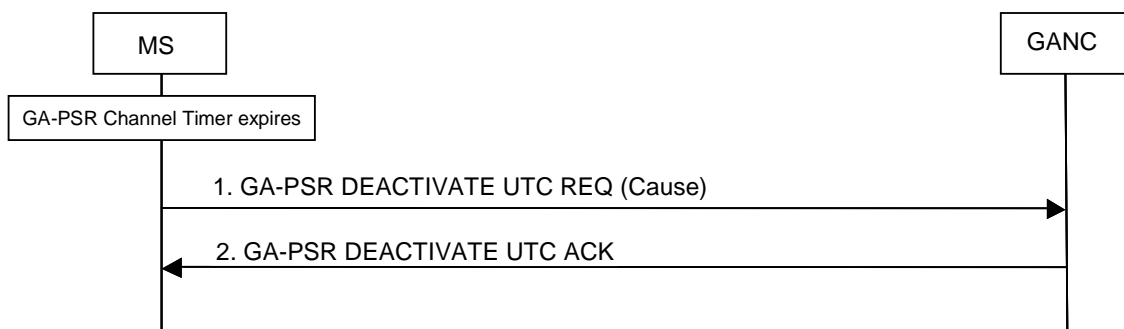 MS
GANC
GA-PSR Channel Timer expires
1. GA-PSR DEACTIVATE UTC REQ (Cause)
2. GA-PSR DEACTIVATE UTC ACK